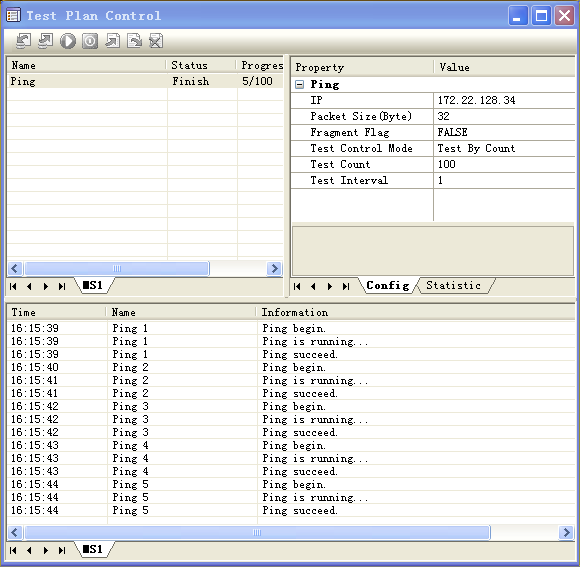 Test Plan Control
Name Status Progres
Ping Finish 5/100
MS1
Property Value
Ping
IP 172.22.128.34
Packet Size(Byte) 32
Fragment Flag FALSE
Test Control Mode Test By Count
Test Count 100
Test Interval 1
Config Statistic
Time Name Information
16:15:39 Ping 1 Ping begin.
16:15:39 Ping 1 Ping is running...
16:15:39 Ping 1 Ping succeed.
16:15:40 Ping 2 Ping begin.
16:15:41 Ping 2 Ping is running...
16:15:41 Ping 2 Ping succeed.
16:15:42 Ping 3 Ping begin.
16:15:42 Ping 3 Ping is running...
16:15:42 Ping 3 Ping succeed.
16:15:43 Ping 4 Ping begin.
16:15:43 Ping 4 Ping is running...
16:15:43 Ping 4 Ping succeed.
16:15:44 Ping 5 Ping begin.
16:15:44 Ping 5 Ping is running...
16:15:44 Ping 5 Ping succeed.
MS1